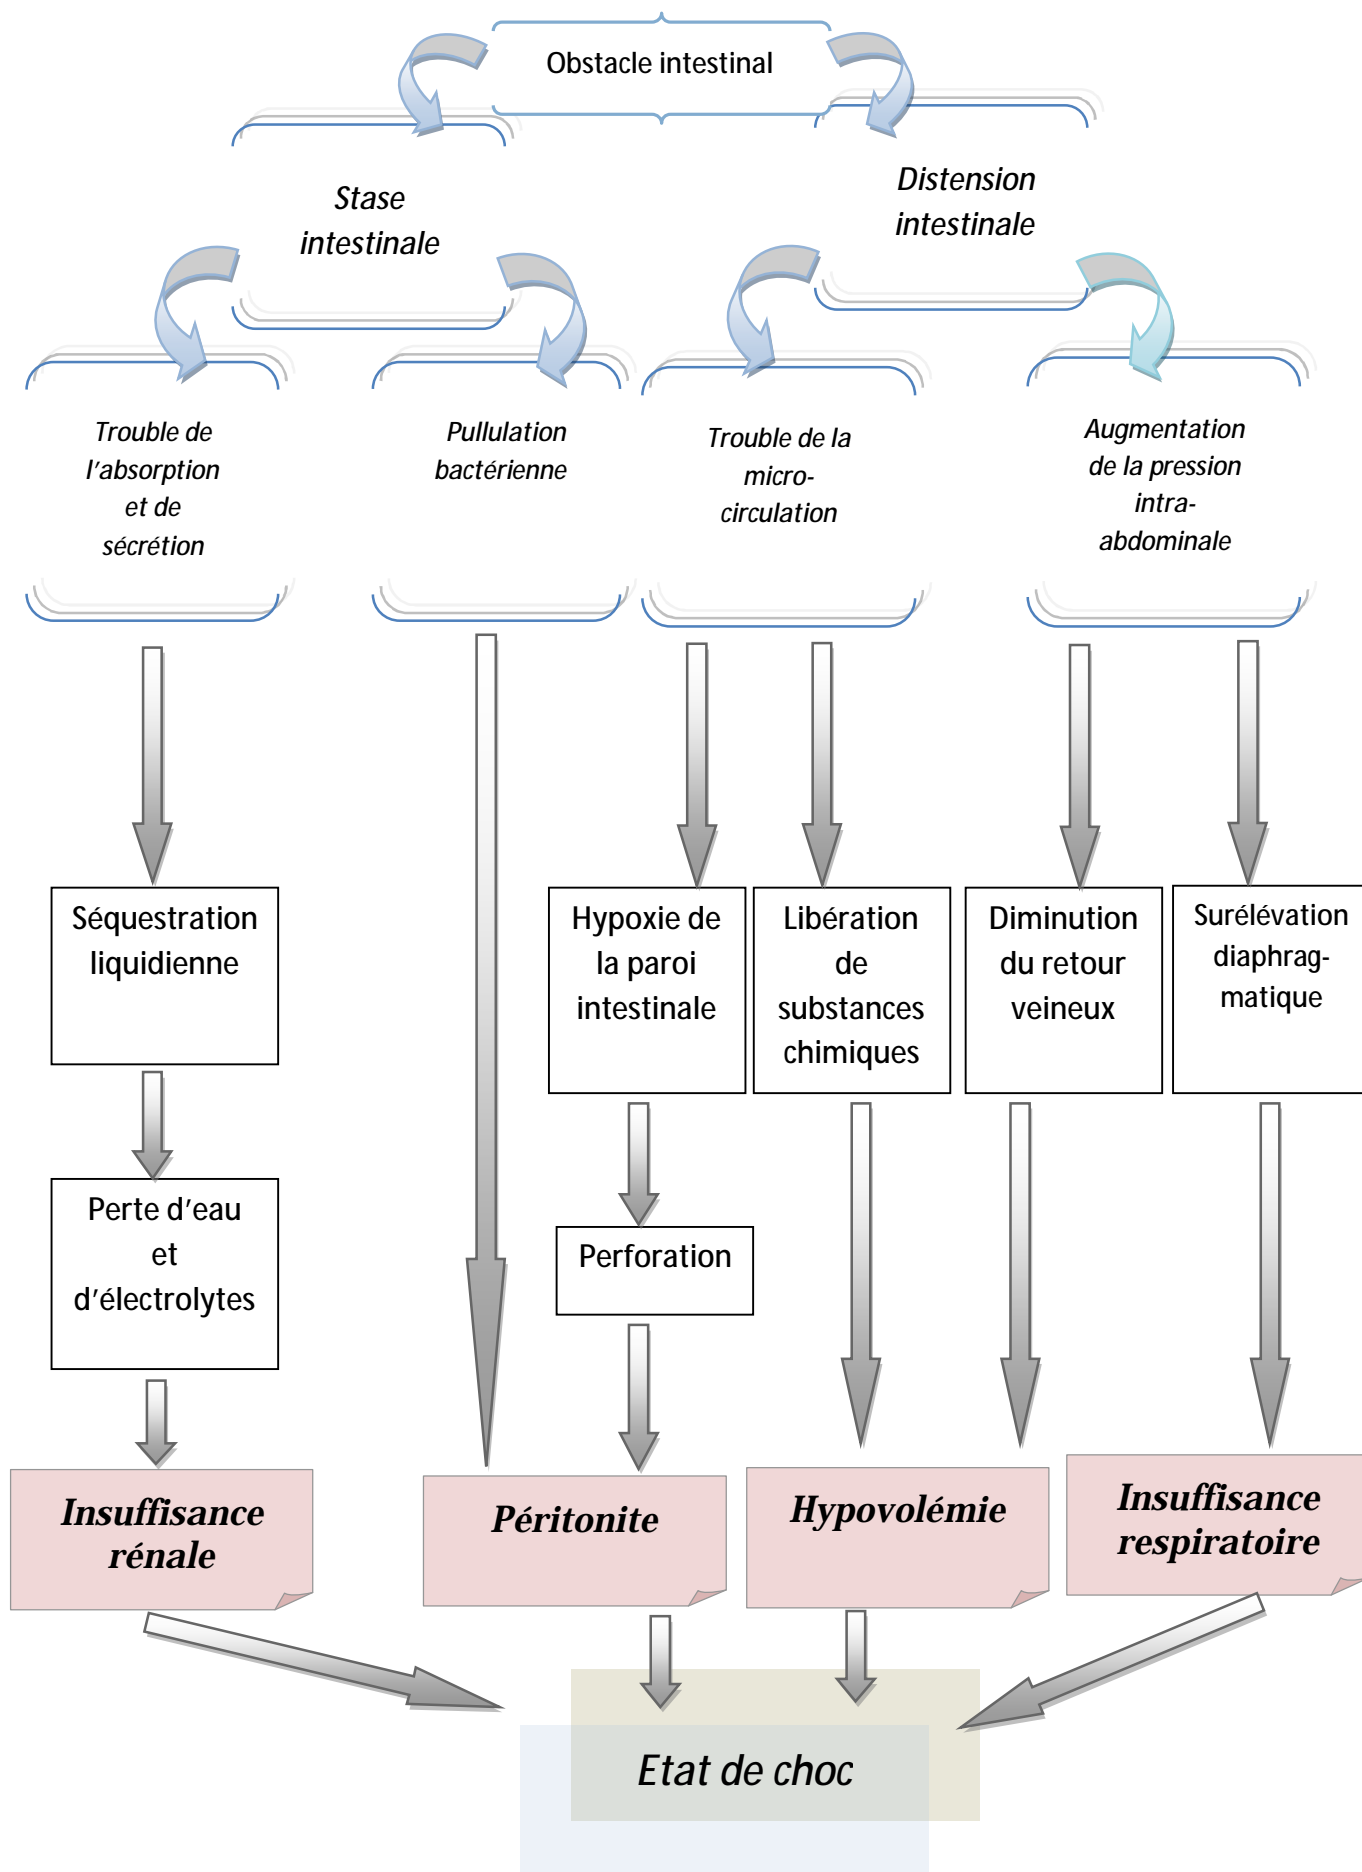 Obstacle intestinal
Stase
intestinale
Distension
intestinale
Trouble de
l'absorption
et de
sécrétion
Pullulation
bactérienne
Trouble de la
micro-
circulation
Augmentation
de la pression
intra-
abdominale
Séquestration
liquidienne
Hypoxie de
la paroi
intestinale
Libération
de
substances
chimiques
Diminution
du retour
veineux
Surélévation
diaphrag-
matique
Perte d'eau
et
d'électrolytes
Perforation
Insuffisance
rénale
Péritonite
Hypovolémie
Insuffisance
respiratoire
Etat de choc